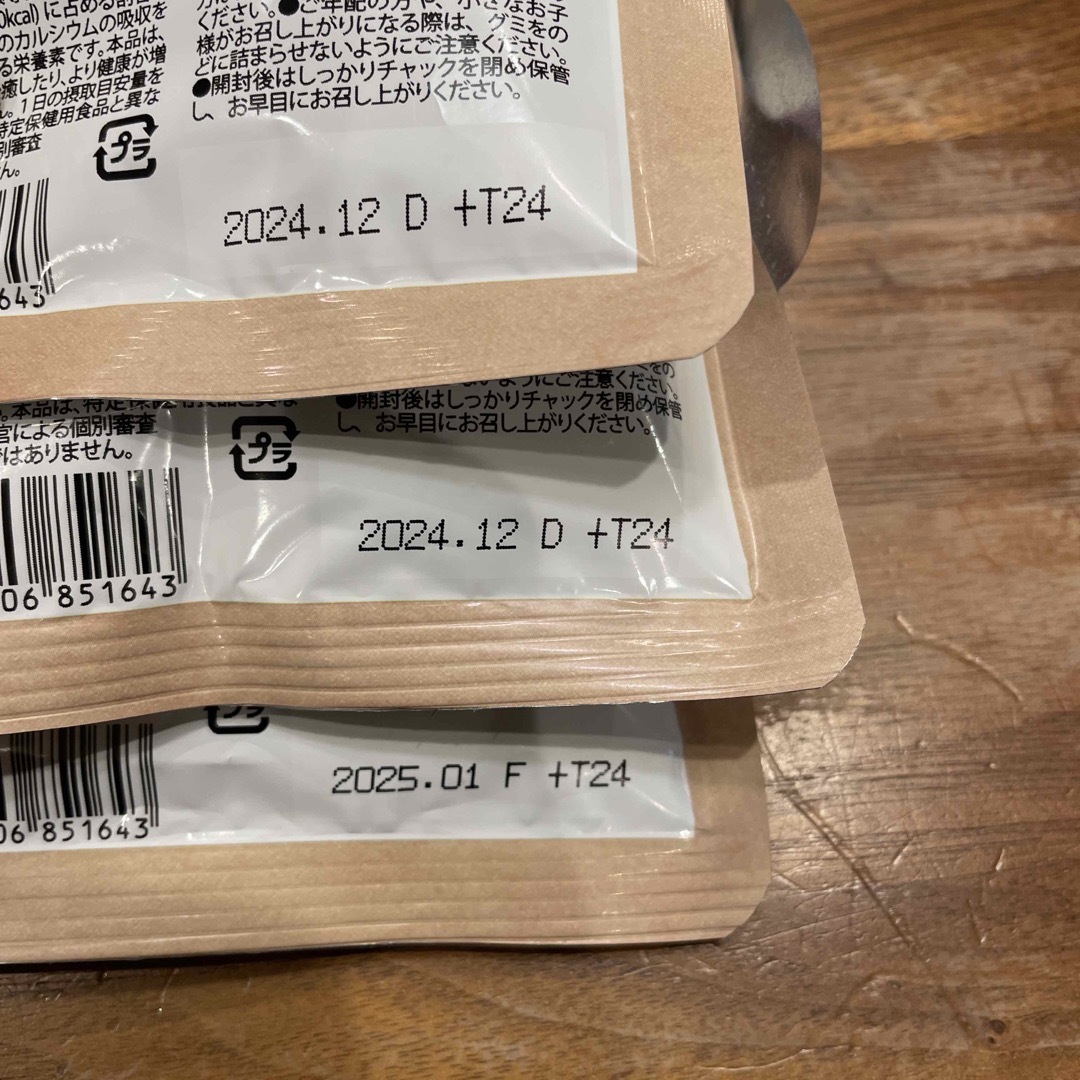 0kcal)に占める割合
のカルシウムの吸収を
る栄養素です。本品は、
癒したり、より健康が増
ん。1日の摂取目安量を
特定保健用食品と異な
別審査
ん。
ください。●ご年配の方や、小さなお子
様がお召し上がりになる際は、グミをの
どに詰まらせないようにご注意ください。
●開封後はしっかりチャックを閉め保管
し、お早目にお召し上がりください。
プラ
2024.12 D +T24
643
。本品は、特定保健用食品と異な
官による個別審査
ではありません。
ないようにご注意ください。
●開封後はしっかりチャックを閉め保管
し、お早目にお召し上がりください。
プラ
2024.12 D +T24
06 851643
プラ
2025.01 F +T24
06 851643